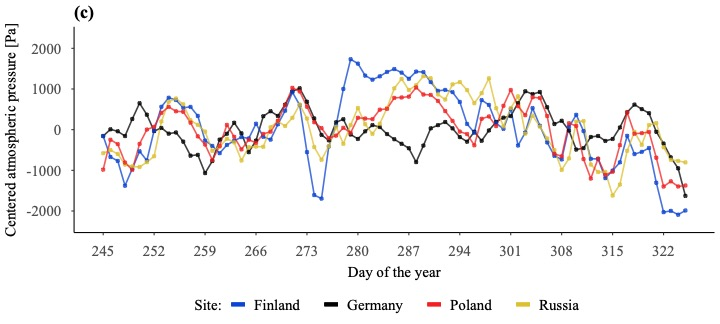 (c)
Centered atmospheric pressure [Pa]
2000
1000
0
-1000
-2000
245 252 259 266 273 280 287 294 301 308 315 322
Day of the year
Site: Finland Germany Poland Russia